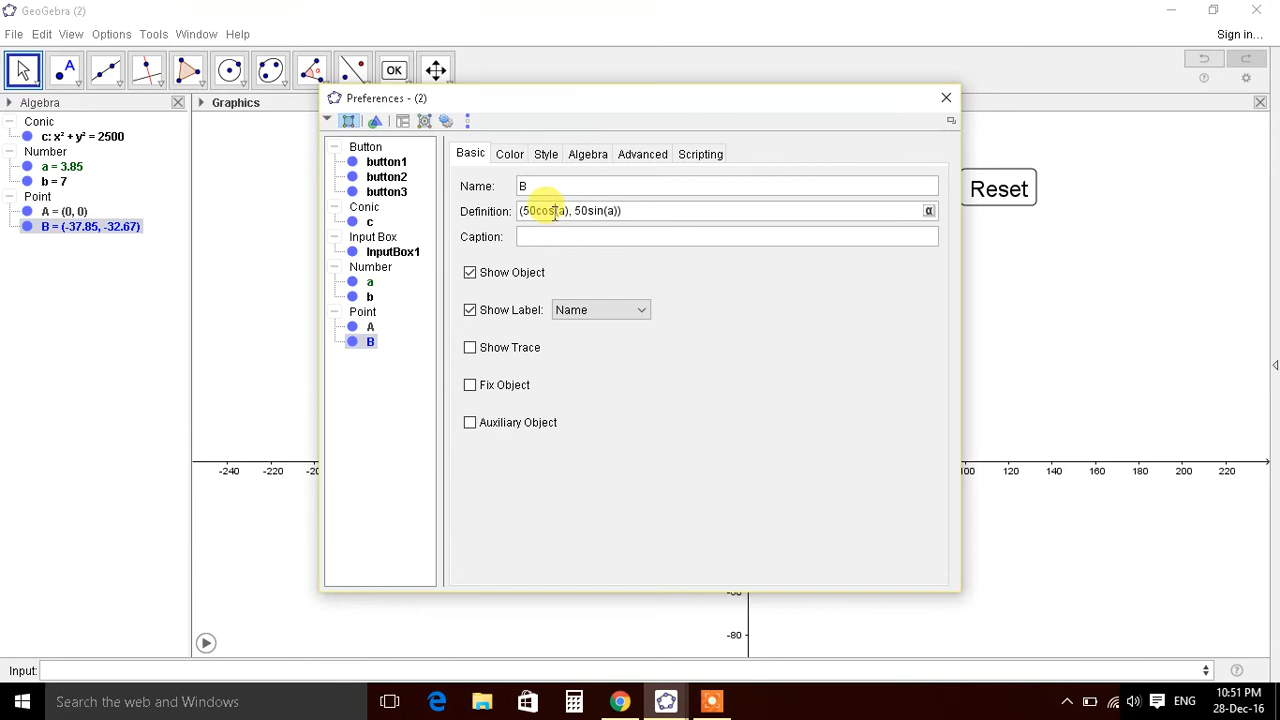 GeoGebra (2)
File Edit View Options Tools Window Help
Sign in...
OK
Algebra
Graphics
Conic
c: x² + y² = 2500
Number
a = 3.85
b = 7
Point
A = (0, 0)
B = (-37.85, -32.67)
Preferences - (2)
Button
button1
button2
button3
Conic
c
Input Box
InputBox1
Number
a
b
Point
A
B
Basic Color Style Algebra Advanced Scripting
Name: B
Definition: (50cos(a), 50sin(a)) α
Caption:
Show Object
Show Label: Name
Show Trace
Fix Object
Auxiliary Object
Reset
-240 -220 100 120 140 160 180 200 220
-80
Input:
Search the web and Windows
ENG
10:51 PM
28-Dec-16